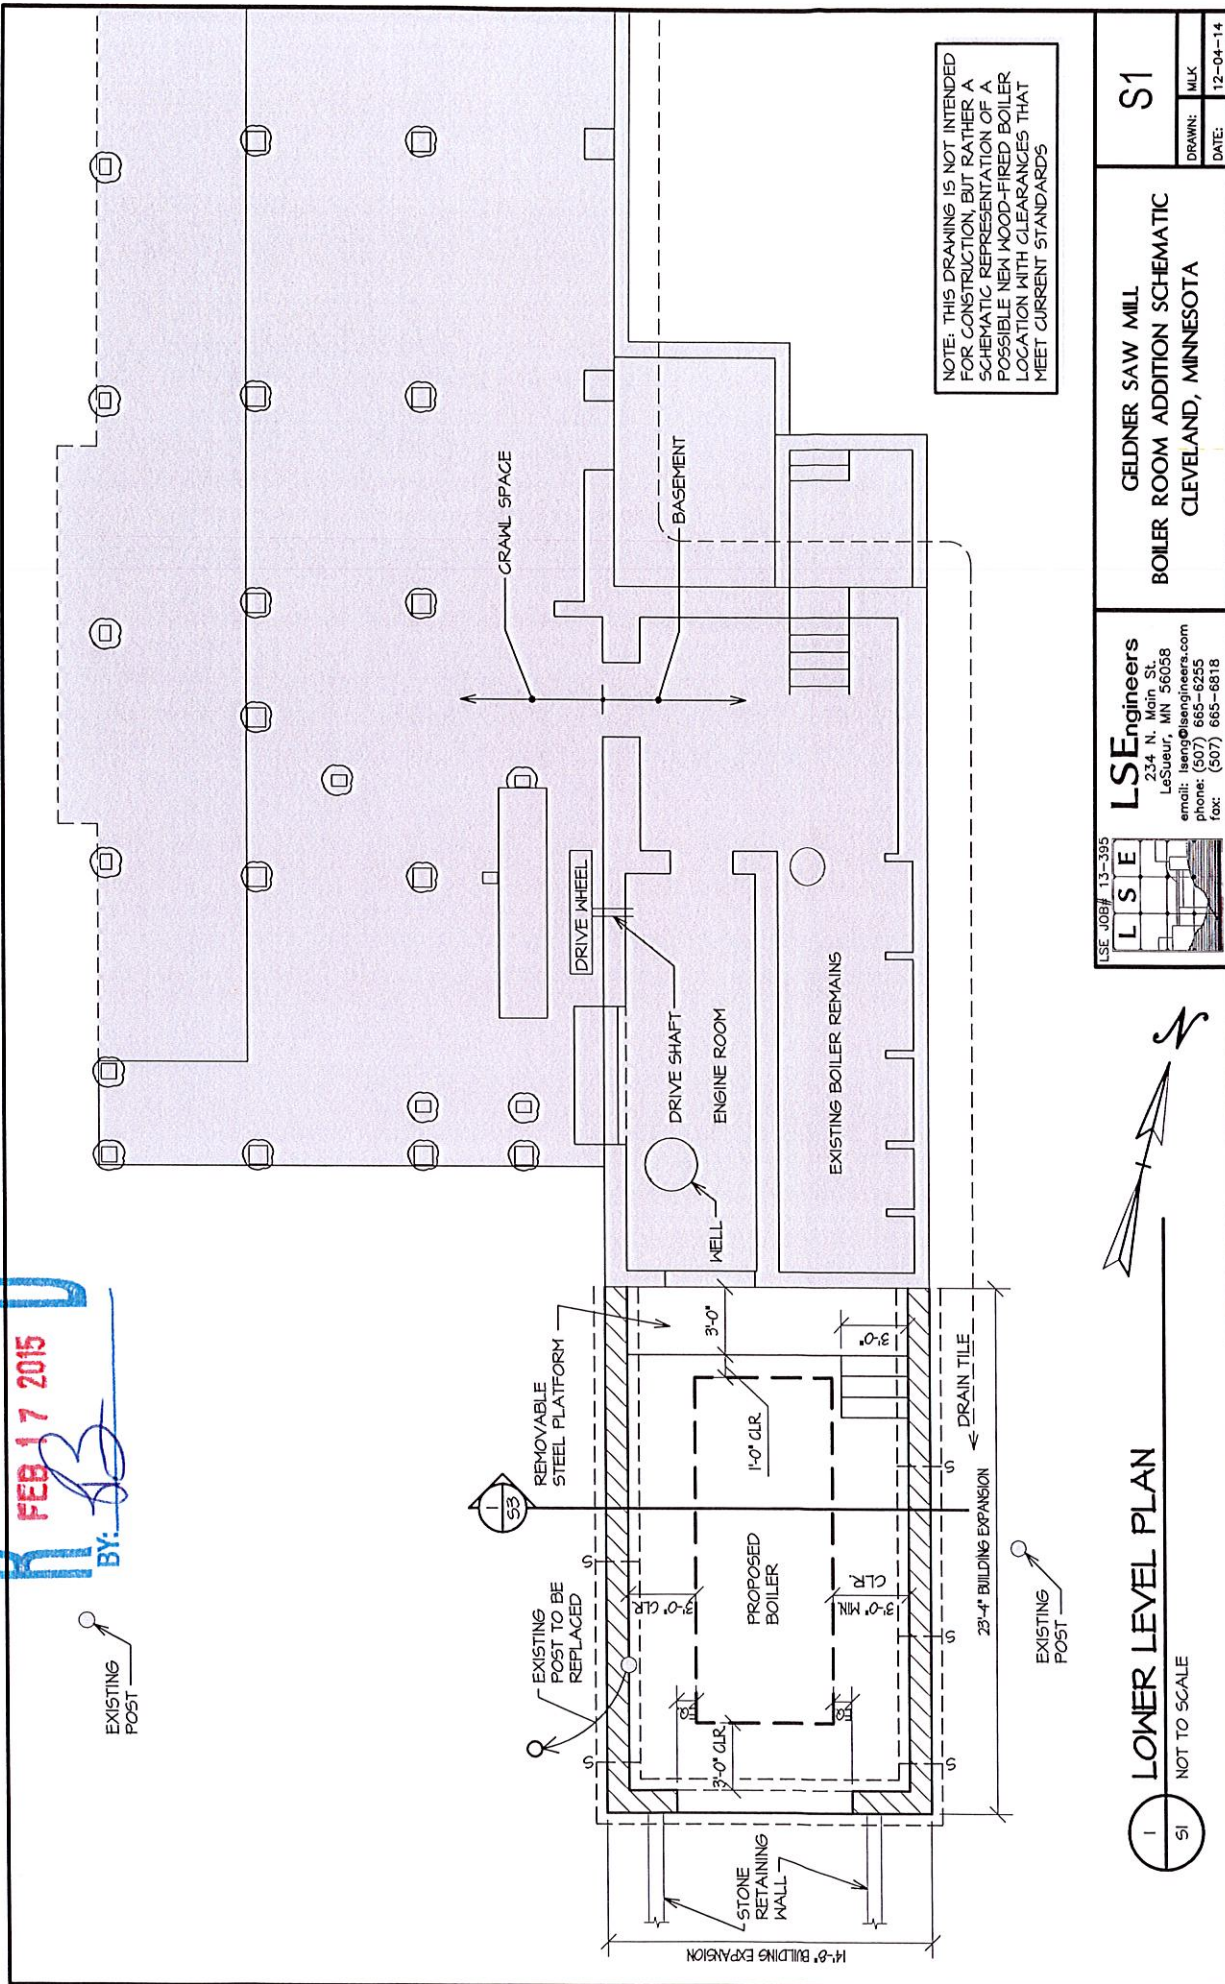 FEB 17 2015
BY:
EXISTING
POST
NOTE: THIS DRAWING IS NOT INTENDED
FOR CONSTRUCTION, BUT RATHER A
SCHEMATIC REPRESENTATION OF A
POSSIBLE NEW WOOD-FIRED BOILER
LOCATION WITH CLEARANCES THAT
MEET CURRENT STANDARDS
CRAWL SPACE
BASEMENT
DRIVE WHEEL
DRIVE SHAFT
ENGINE ROOM
WELL
EXISTING BOILER REMAINS
REMOVABLE
STEEL PLATFORM
1
S3
EXISTING
POST TO BE
REPLACED
3'-0"
3'-0"
1'-0" CLR
PROPOSED
BOILER
3'-0" CLR.
3'-0" MIN.
CLR.
3'-0" CLR.
S
S
S
S
S
DRAIN TILE
23'-4" BUILDING EXPANSION
EXISTING
POST
STONE
RETAINING
WALL
14'-8" BUILDING EXPANSION
1
S1
LOWER LEVEL PLAN
NOT TO SCALE
N
LSE JOB# 13-395
L S E
LSEngineers
234 N. Main St.
LeSueur, MN 56058
email: lseng@lsengineers.com
phone: (507) 665-6255
fax: (507) 665-6818
GELDNER SAW MILL
BOILER ROOM ADDITION SCHEMATIC
CLEVELAND, MINNESOTA
S1
DRAWN: MLK
DATE: 12-04-14